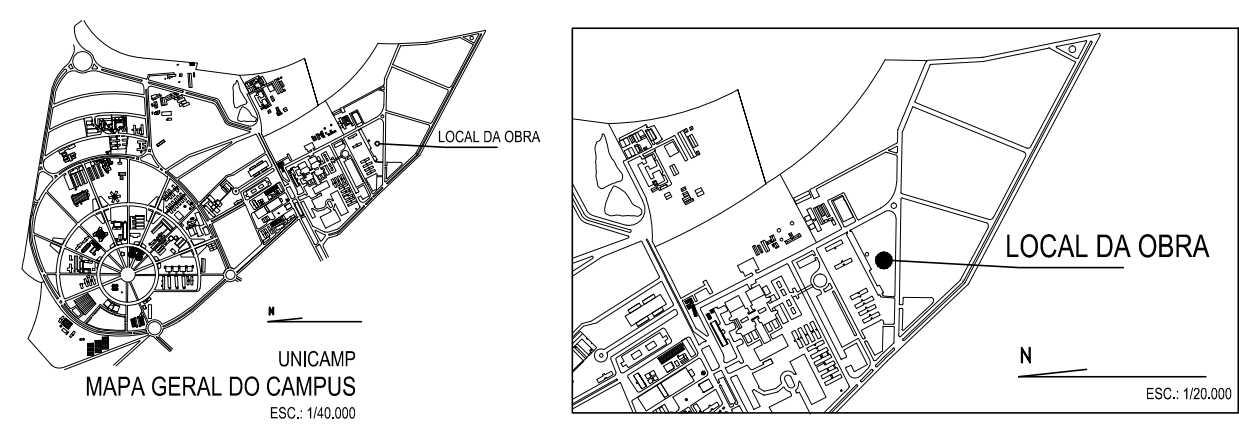 LOCAL DA OBRA
N
UNICAMP
MAPA GERAL DO CAMPUS
ESC.: 1/40.000
LOCAL DA OBRA
N
ESC.: 1/20.000